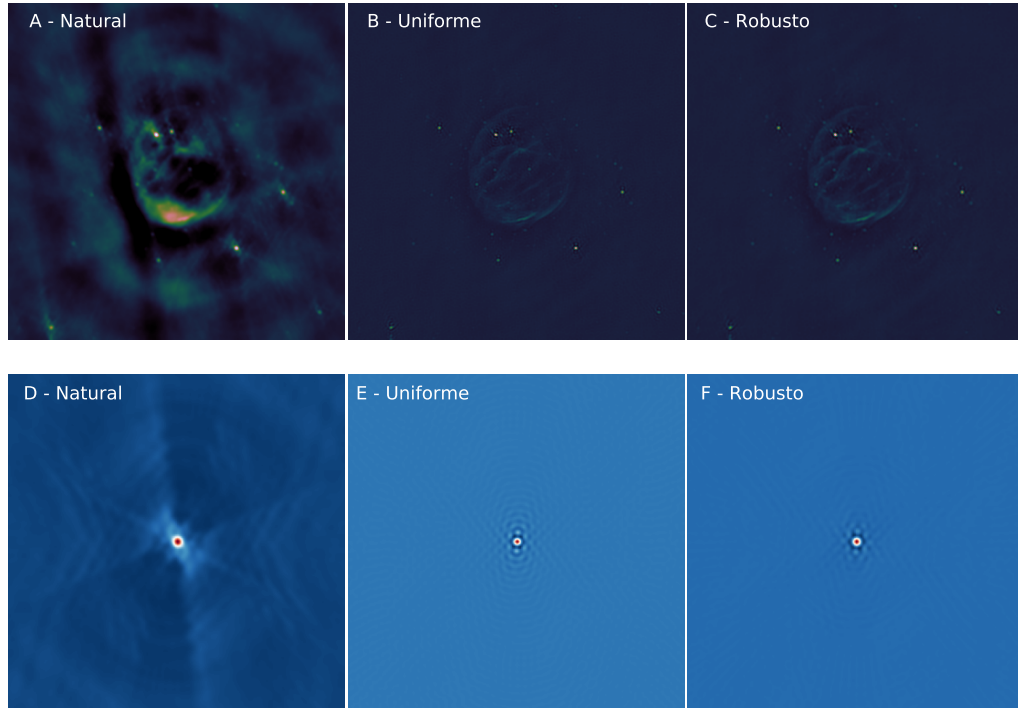 A - Natural
B - Uniforme
C - Robusto
D - Natural
E - Uniforme
F - Robusto